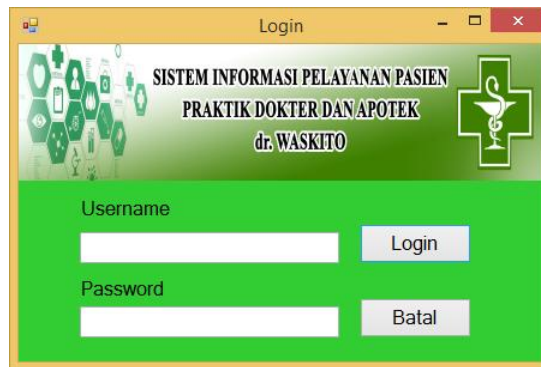 Login
SISTEM INFORMASI PELAYANAN PASIEN
PRAKTIK DOKTER DAN APOTEK
dr. WASKITO
Username
Login
Password
Batal